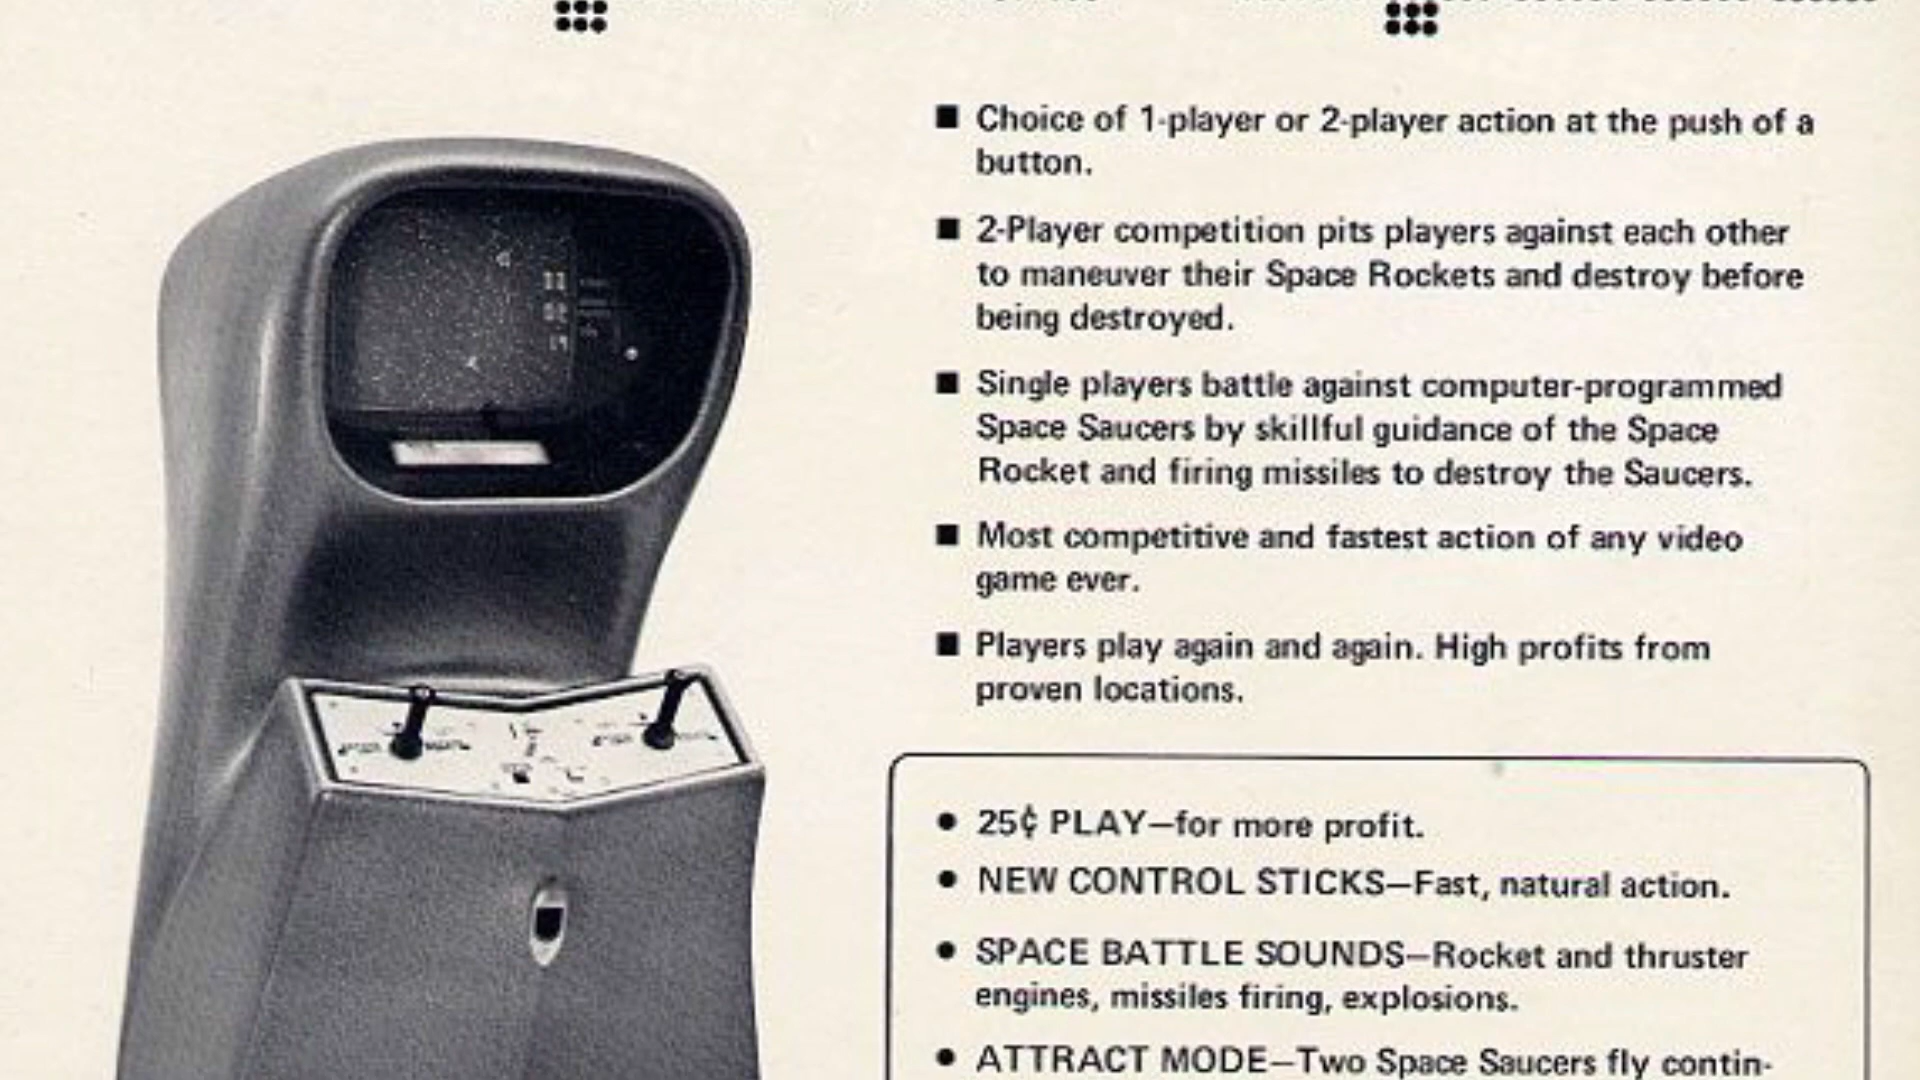 ■ Choice of 1-player or 2-player action at the push of a
button.
■ 2-Player competition pits players against each other
to maneuver their Space Rockets and destroy before
being destroyed.
■ Single players battle against computer-programmed
Space Saucers by skillful guidance of the Space
Rocket and firing missiles to destroy the Saucers.
■ Most competitive and fastest action of any video
game ever.
■ Players play again and again. High profits from
proven locations.
● 25¢ PLAY—for more profit.
● NEW CONTROL STICKS—Fast, natural action.
● SPACE BATTLE SOUNDS—Rocket and thruster
engines, missiles firing, explosions.
● ATTRACT MODE—Two Space Saucers fly contin-